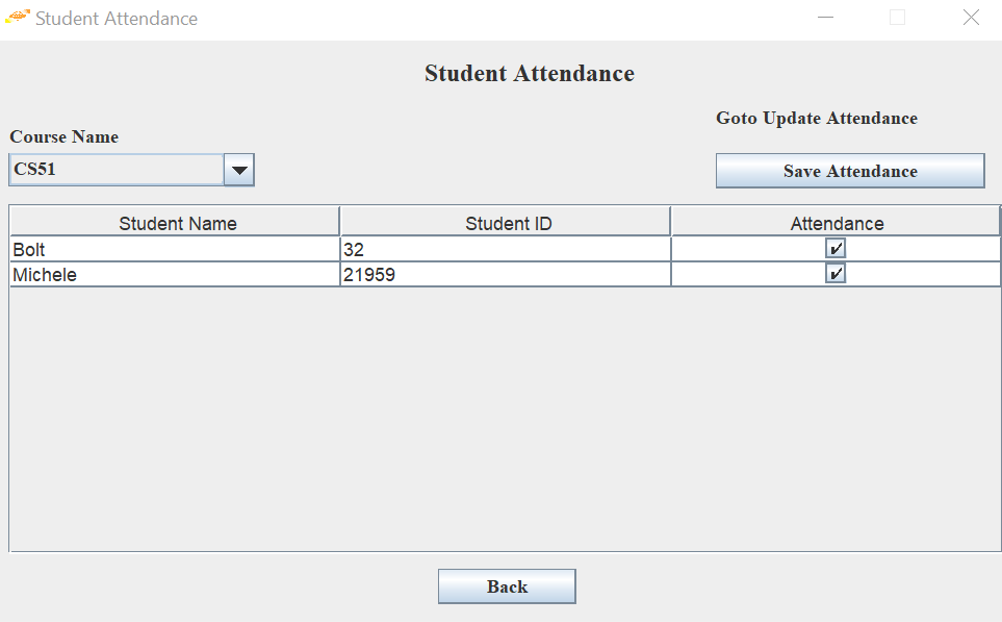 Student Attendance
Student Attendance
Goto Update Attendance
Course Name
CS51
Save Attendance
Student Name Student ID Attendance
Bolt 32
Michele 21959
Back